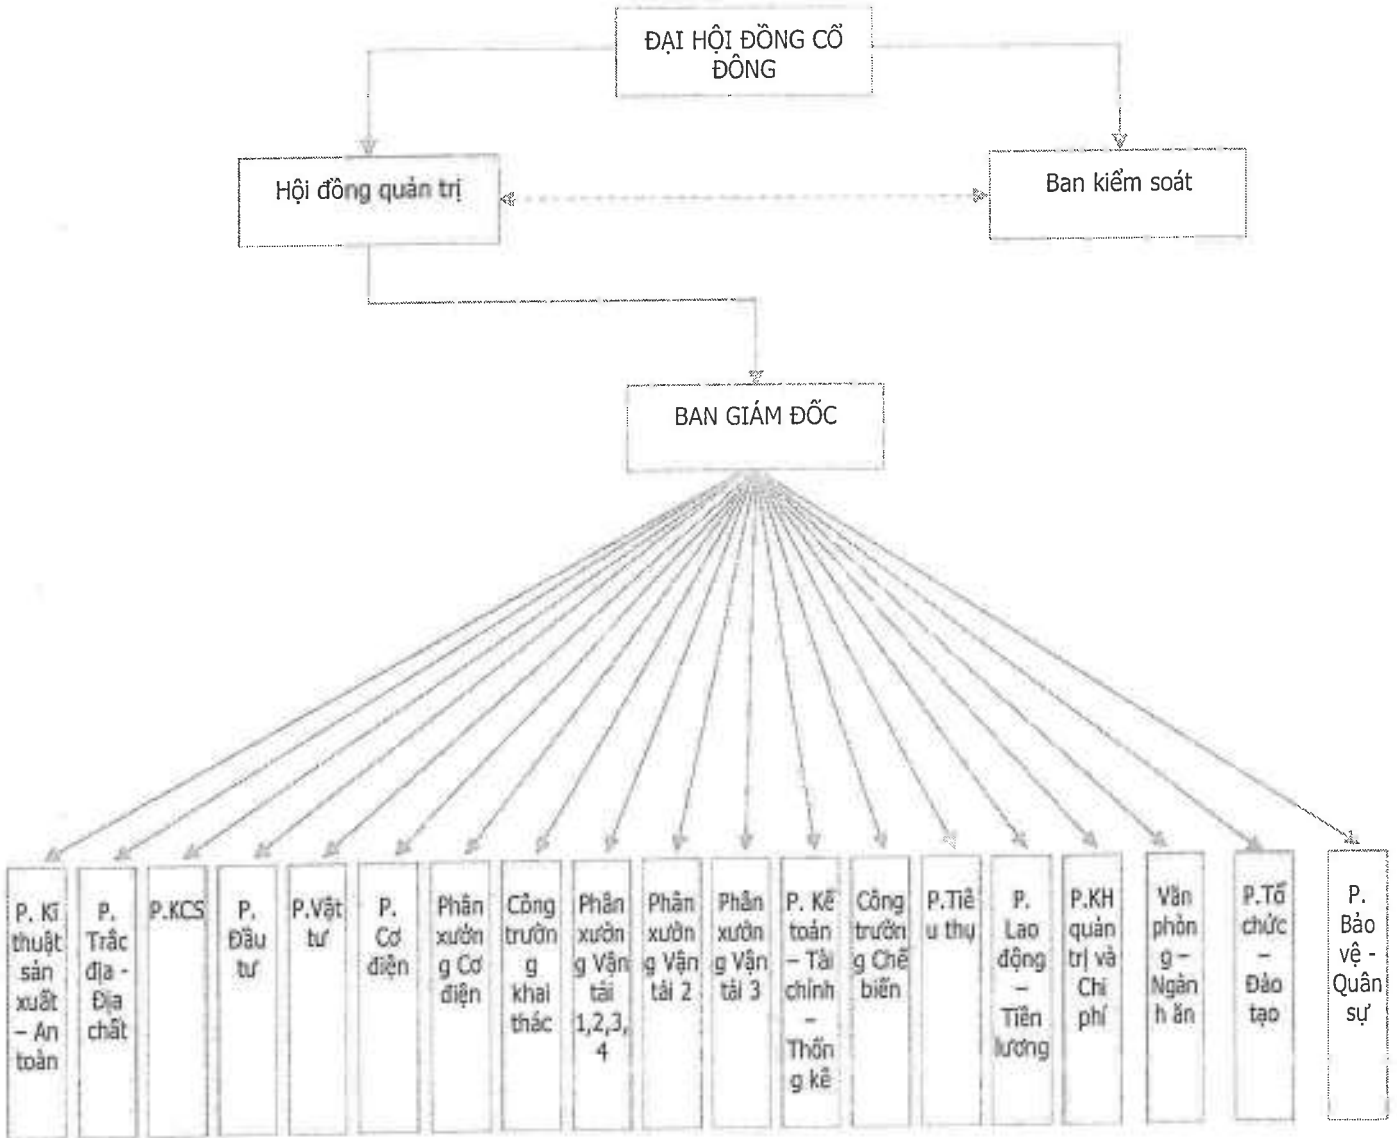 ĐẠI HỘI ĐỒNG CỔ
ĐÔNG
Hội đồng quản trị
Ban kiểm soát
BAN GIÁM ĐỐC
P. Kĩ
thuật
sản
xuất
– An
toàn
P.
Trắc
địa -
Địa
chất
P.KCS
P.
Đầu
tư
P.Vật
tư
P.
Cơ
điện
Phân
xưởn
g Cơ
điện
Công
trườn
g
khai
thác
Phân
xưởn
g Vận
tải
1,2,3,
4
Phân
xưởn
g Vận
tải 2
Phân
xưởn
g Vận
tải 3
P. Kế
toán
– Tài
chính
–
Thốn
g kê
Công
trườn
g Chế
biến
P.Tiê
u thụ
P.
Lao
động
–
Tiền
lương
P.KH
quản
trị và
Chi
phí
Văn
phòn
g –
Ngàn
h ăn
P.Tổ
chức
–
Đào
tạo
P.
Bảo
vệ -
Quân
sự